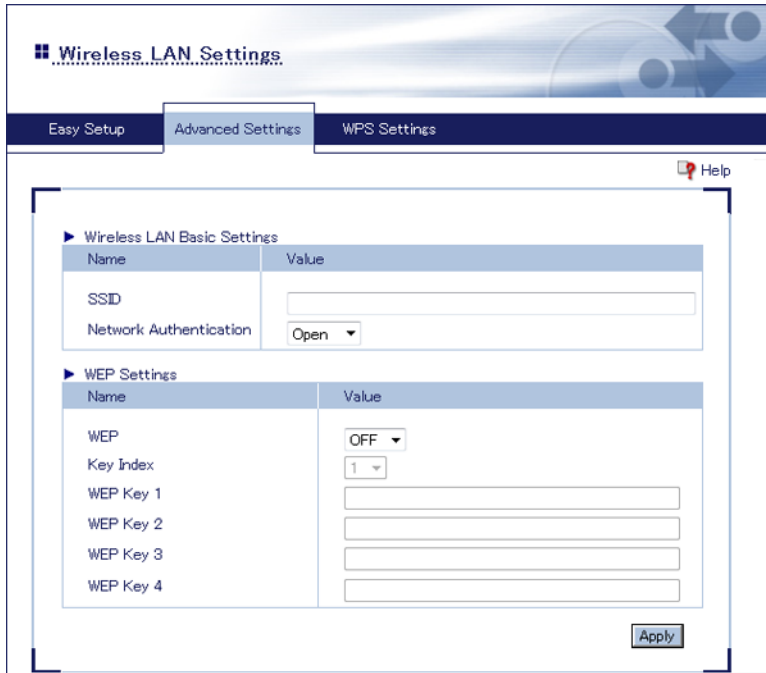 Wireless LAN Settings
Easy Setup Advanced Settings WPS Settings
Help
Wireless LAN Basic Settings
Name Value
SSID
Network Authentication Open
WEP Settings
Name Value
WEP OFF
Key Index 1
WEP Key 1
WEP Key 2
WEP Key 3
WEP Key 4
Apply